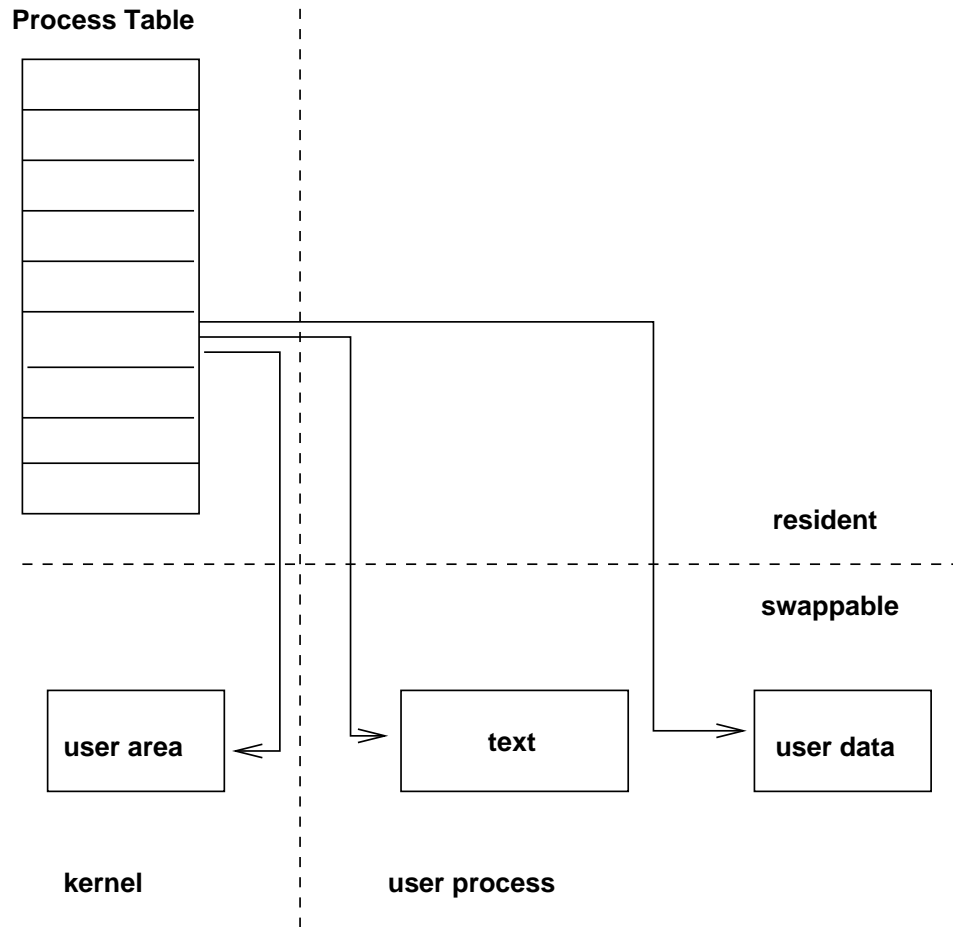 Process Table
resident
swappable
user area
text
user data
kernel
user process